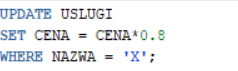 UPDATE USLUGI
SET CENA = CENA*0.8
WHERE NAZWA = 'X';